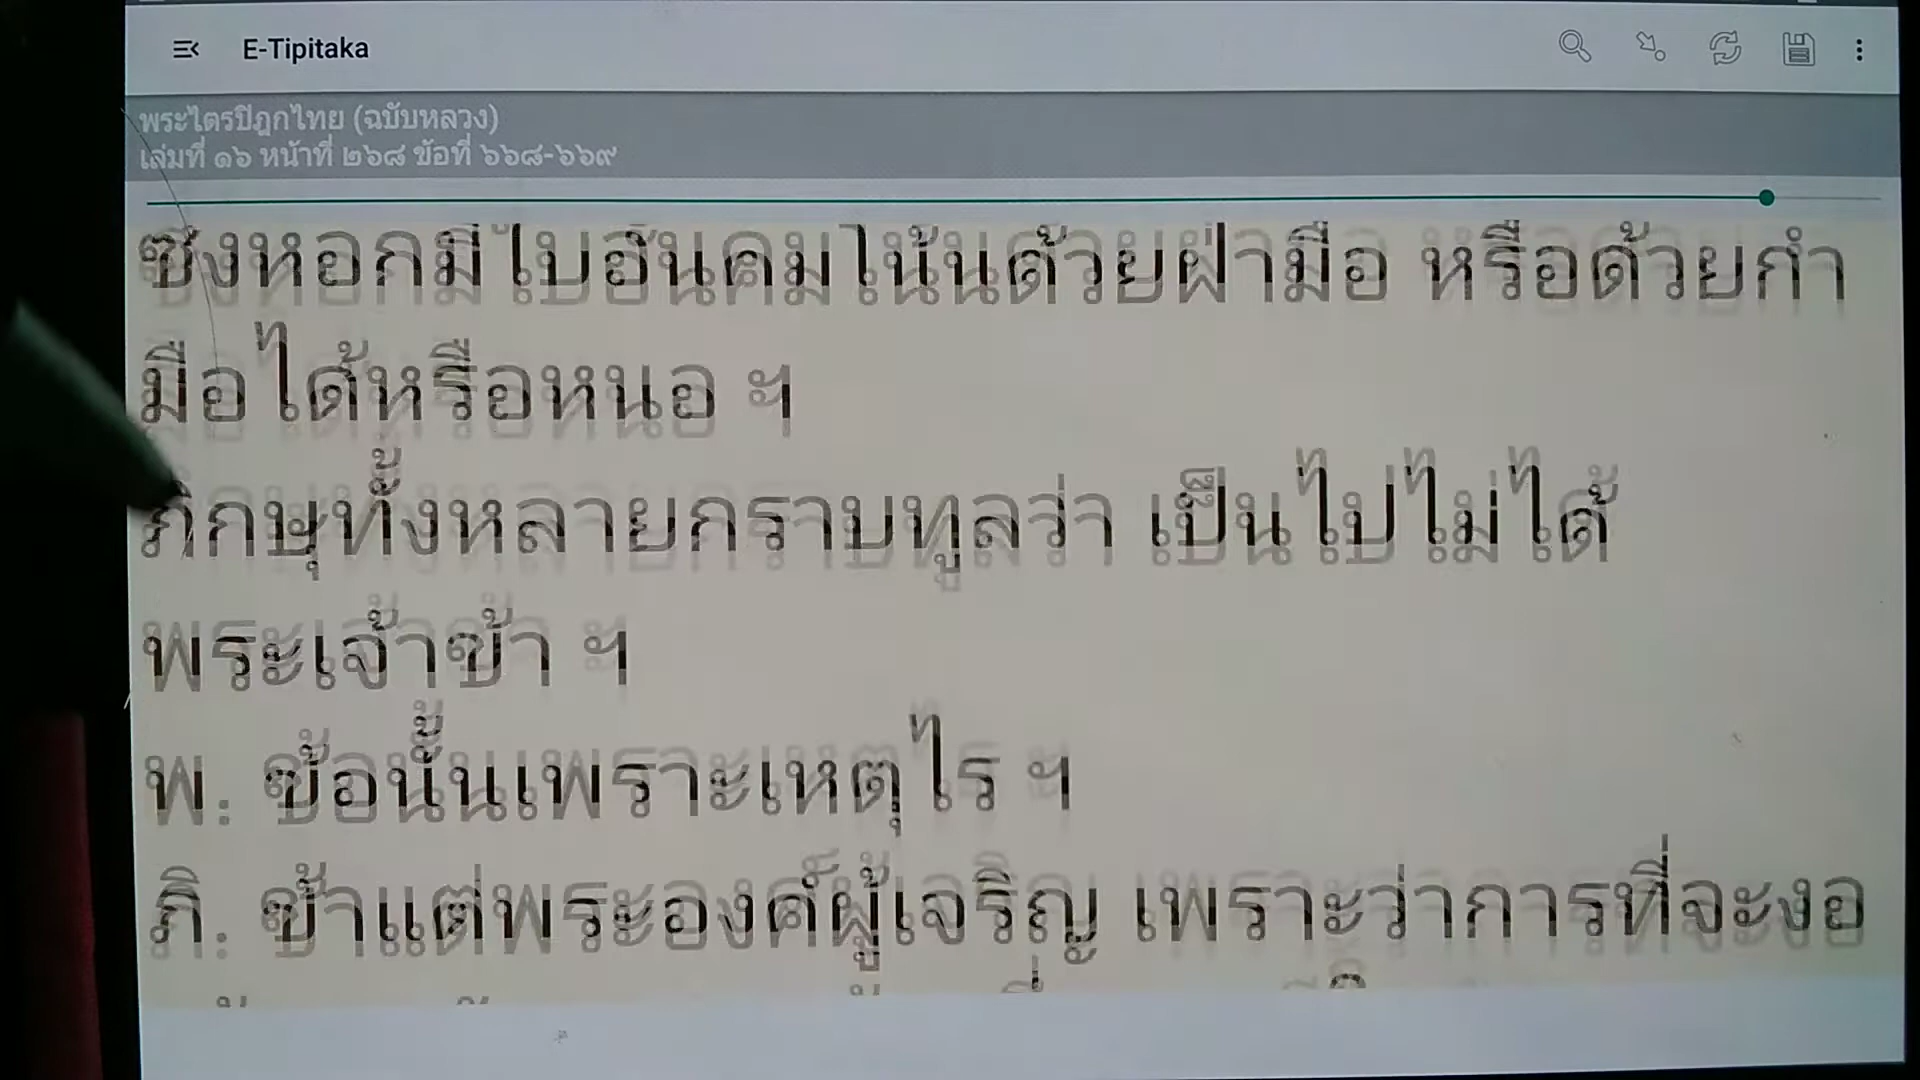 E-Tipitaka
พระไตรปิฎกไทย (ฉบับหลวง)
เล่มที่ ๑๖ หน้าที่ ๒๖๘ ข้อที่ ๖๖๘-๖๖๙
ซึ่งหอกมีใบอันคมนั้นด้วยฝ่ามือ หรือด้วยกำ
มือได้หรือหนอ ฯ
ภิกษุทั้งหลายกราบทูลว่า เป็นไปไม่ได้
พระเจ้าข้า ฯ
พ. ข้อนั้นเพราะเหตุไร ฯ
ภิ. ข้าแต่พระองค์ผู้เจริญ เพราะว่าการที่จะงอ